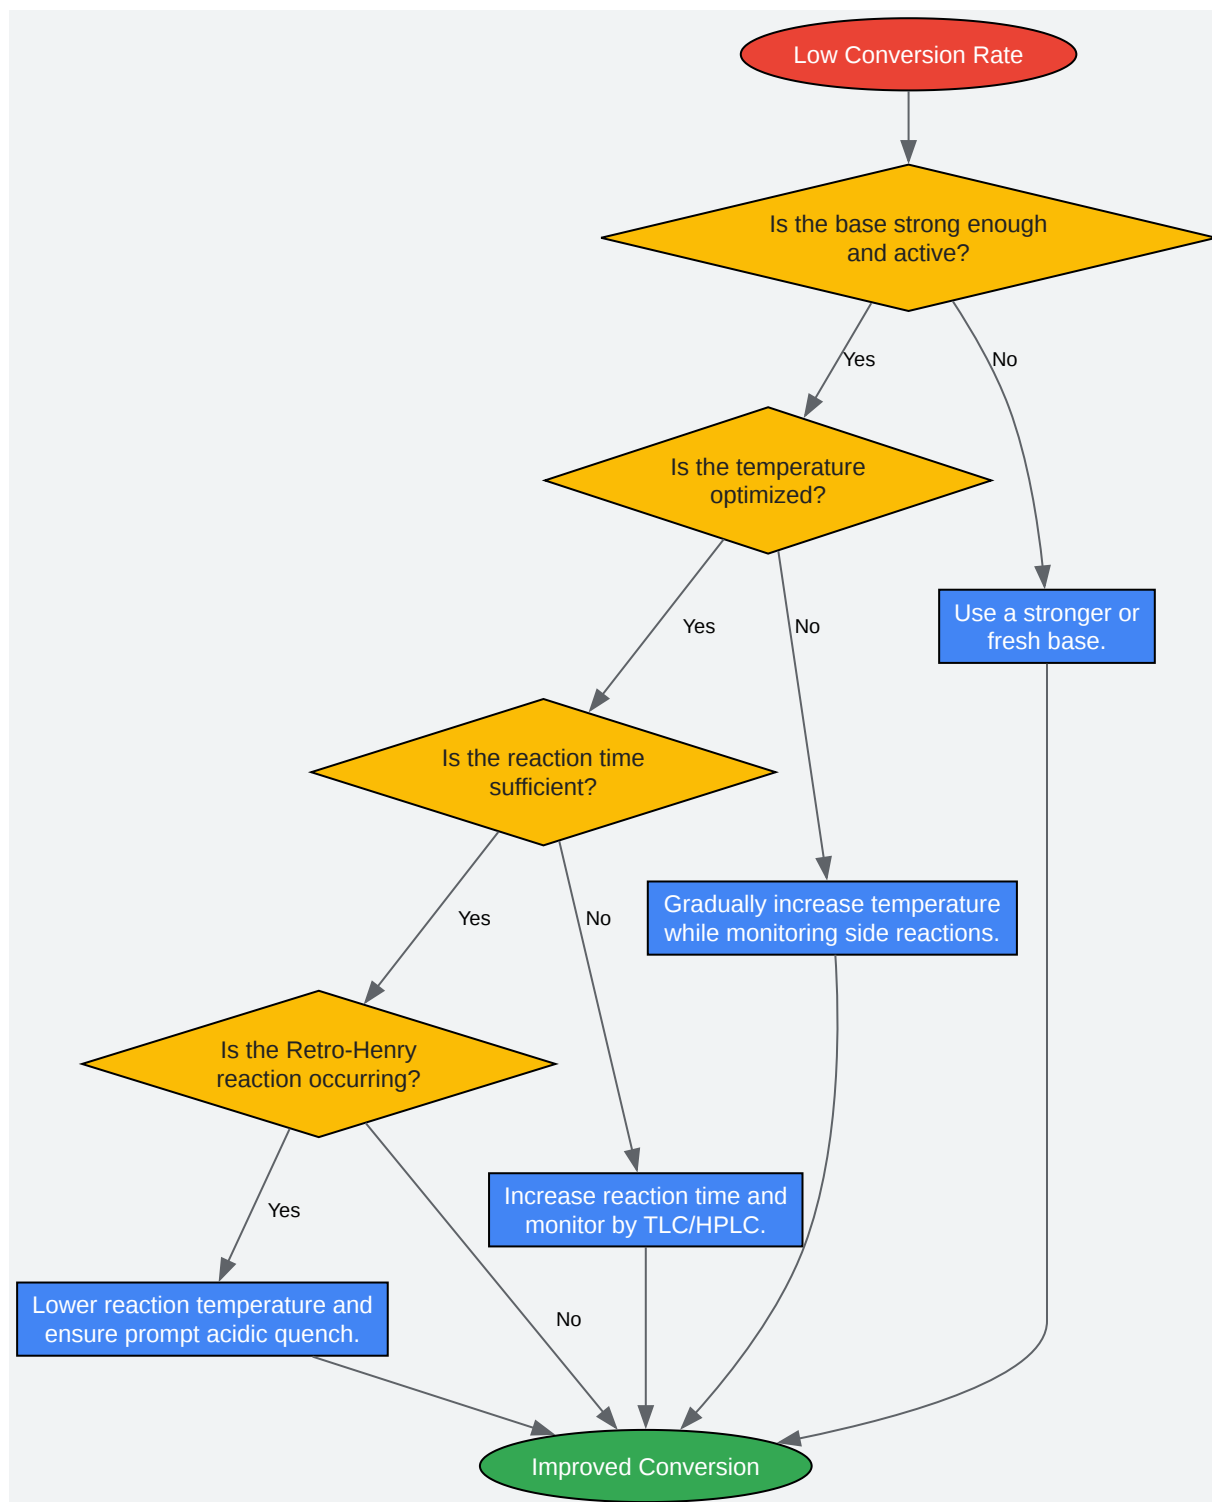 Low Conversion Rate
Is the base strong enough
and active?
Yes
No
Is the temperature
optimized?
Use a stronger or
fresh base.
Yes
No
Is the reaction time
sufficient?
Gradually increase temperature
while monitoring side reactions.
Yes
No
Is the Retro-Henry
reaction occurring?
Increase reaction time and
monitor by TLC/HPLC.
Yes
No
Lower reaction temperature and
ensure prompt acidic quench.
Improved Conversion